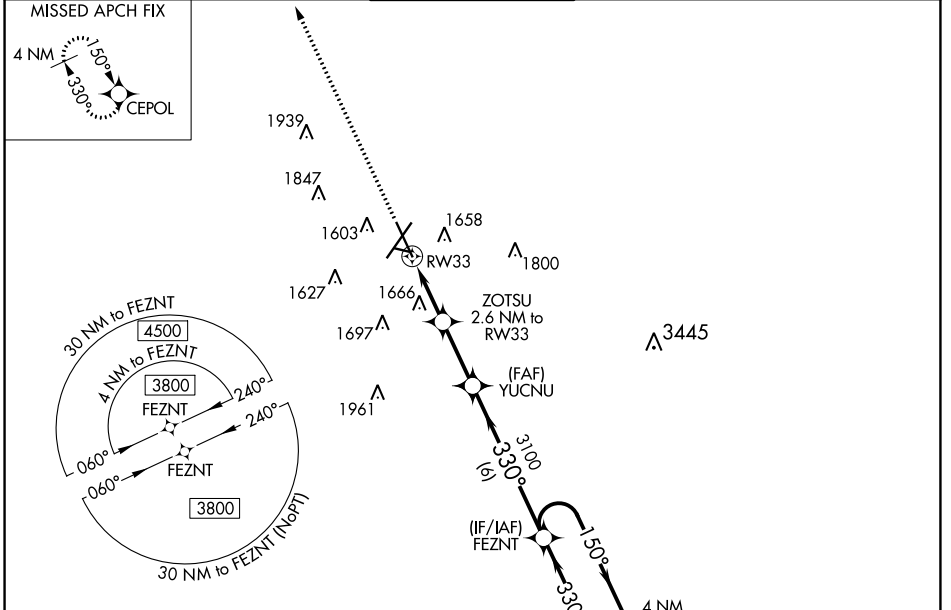 MISSED APCH FIX
4 NM
150°
330°
CEPOL
1939
1847
1603
1658
RW33
1800
1627
1666
ZOTSU
2.6 NM to
RW33
1697
3445
(FAF)
YUCNU
1961
30 NM to FEZNT
4500
4 NM to FEZNT
3800
FEZNT
240°
240°
060°
060°
FEZNT
3800
30 NM to FEZNT (NoPT)
3100
330°
(6)
(IF/IAF)
FEZNT
150°
330
4 NM